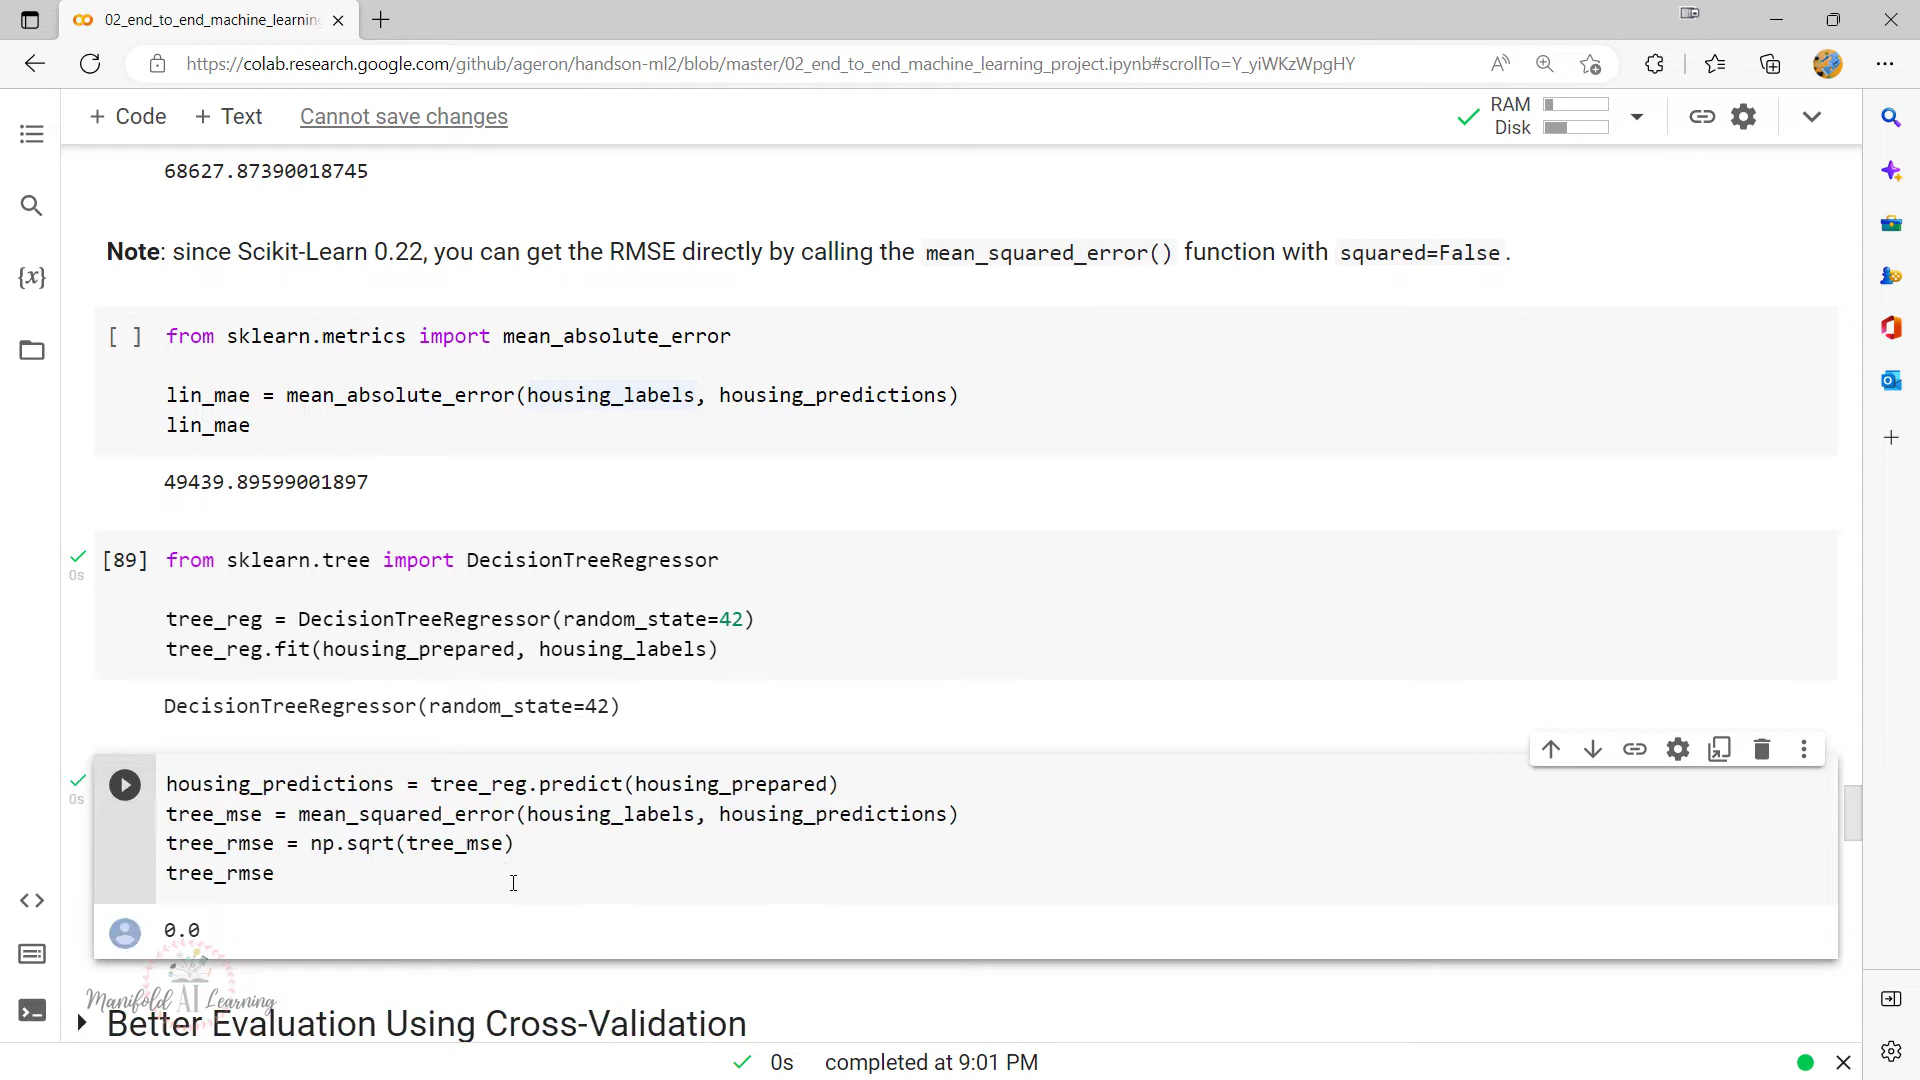 02_end_to_end_machine_learnin
https://colab.research.google.com/github/ageron/handson-ml2/blob/master/02_end_to_end_machine_learning_project.ipynb#scrollTo=Y_yiWKzWpgHY
+ Code + Text Cannot save changes
RAM
Disk
68627.87390018745
Note: since Scikit-Learn 0.22, you can get the RMSE directly by calling the mean_squared_error() function with squared=False.
[ ] from sklearn.metrics import mean_absolute_error
lin_mae = mean_absolute_error(housing_labels, housing_predictions)
lin_mae
49439.89599001897
[89] from sklearn.tree import DecisionTreeRegressor
0s
tree_reg = DecisionTreeRegressor(random_state=42)
tree_reg.fit(housing_prepared, housing_labels)
DecisionTreeRegressor(random_state=42)
housing_predictions = tree_reg.predict(housing_prepared)
0s
tree_mse = mean_squared_error(housing_labels, housing_predictions)
tree_rmse = np.sqrt(tree_mse)
tree_rmse
0.0
Manifold AI Learning
Better Evaluation Using Cross-Validation
0s completed at 9:01 PM